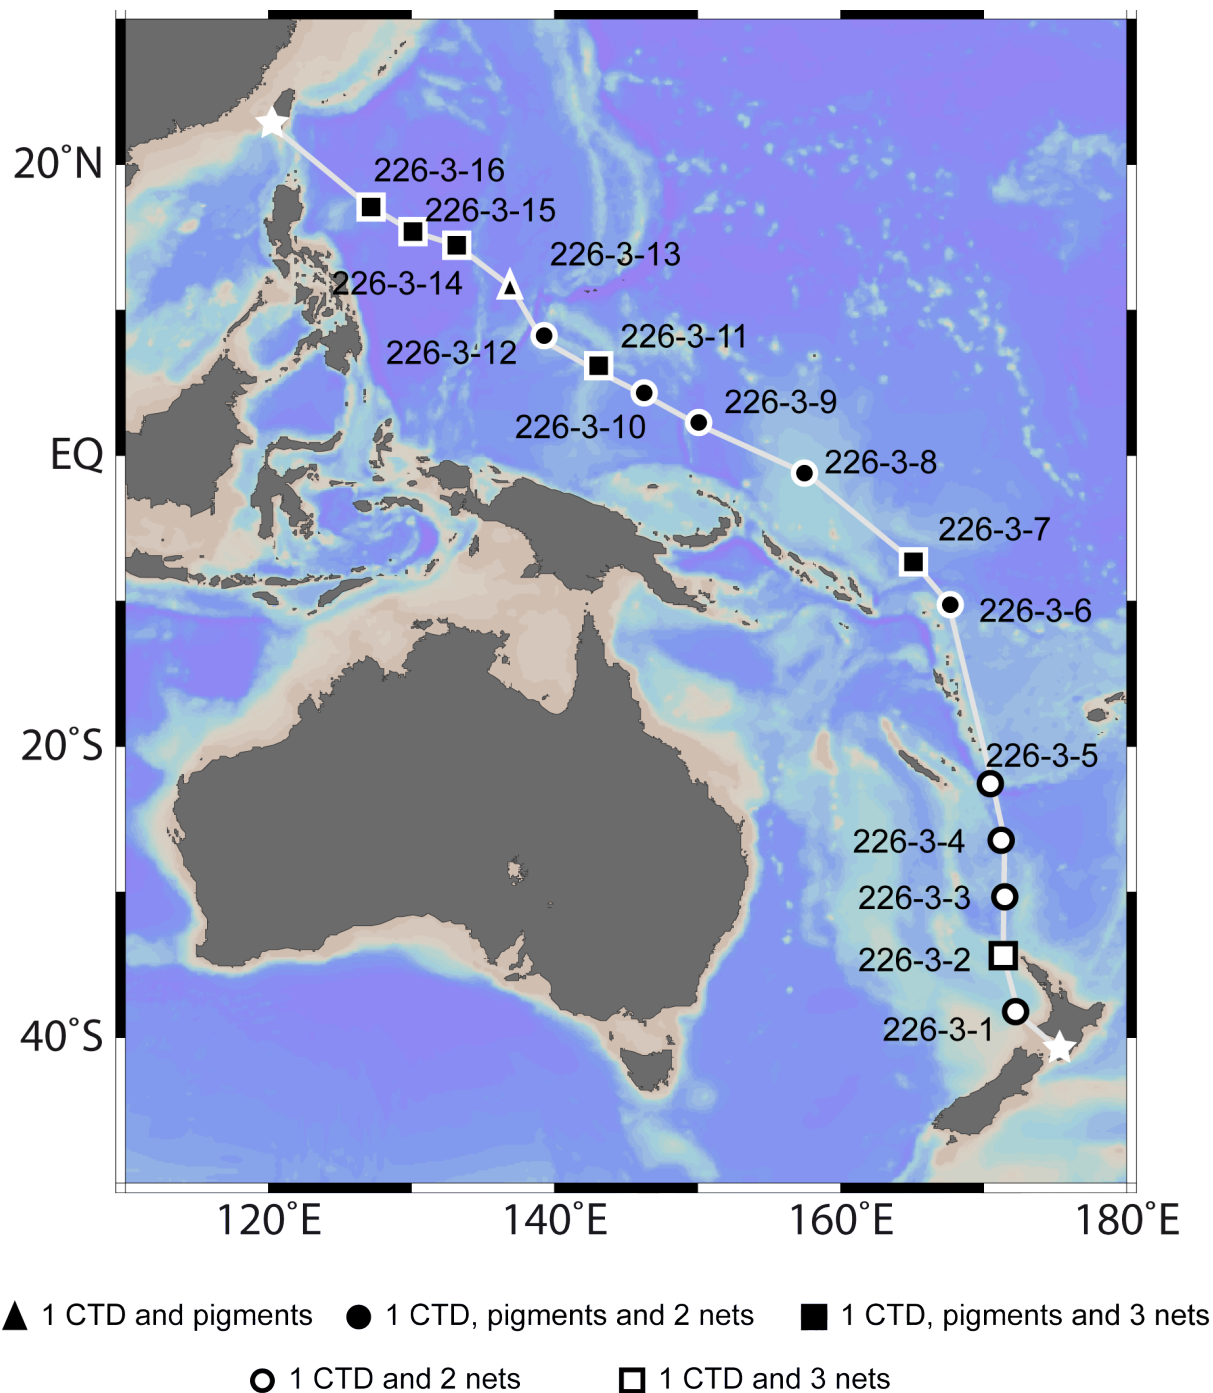 20˚N
226-3-16
226-3-15
226-3-13
226-3-14
226-3-11
226-3-12
226-3-9
226-3-10
EQ
226-3-8
226-3-7
226-3-6
20˚S
226-3-5
226-3-4
226-3-3
226-3-2
226-3-1
40˚S
120˚E 140˚E 160˚E 180˚E
1 CTD and pigments 1 CTD, pigments and 2 nets 1 CTD, pigments and 3 nets
1 CTD and 2 nets 1 CTD and 3 nets